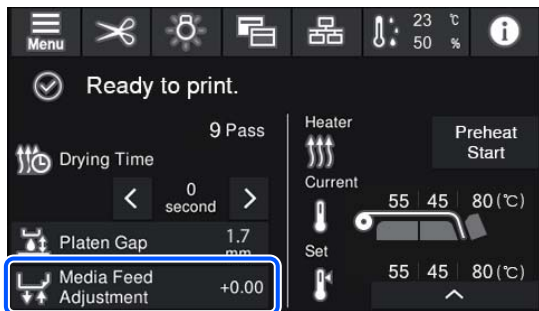 Menu
23 ℃
50 %
Ready to print.
9 Pass
Drying Time
0
second
Platen Gap
1.7
mm
Media Feed
Adjustment
+0.00
Heater
Preheat
Start
Current
55 45 80(℃)
Set
55 45 80(℃)